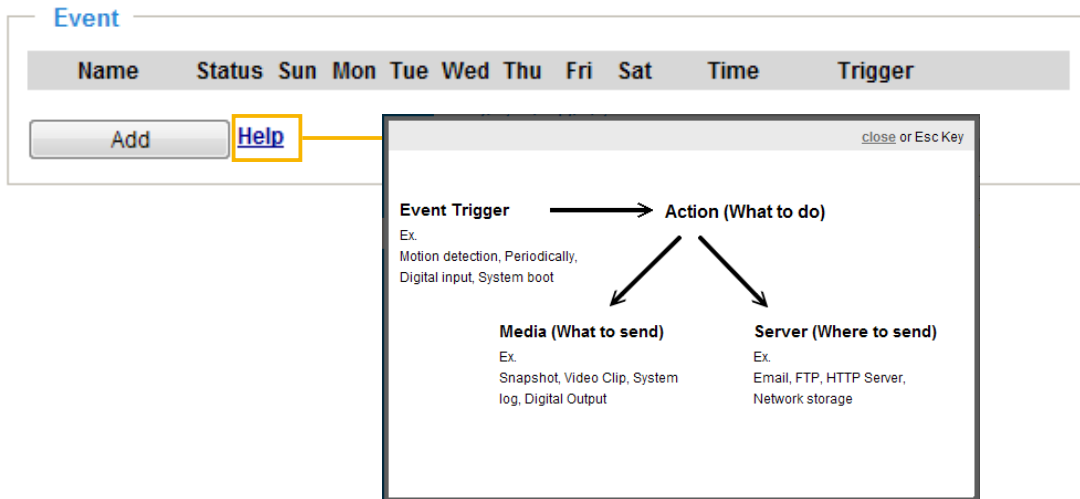 Event
Name Status Sun Mon Tue Wed Thu Fri Sat Time Trigger
Add Help
close or Esc Key
Event Trigger Action (What to do)
Ex.
Motion detection, Periodically,
Digital input, System boot
Media (What to send)
Ex.
Snapshot, Video Clip, System
log, Digital Output
Server (Where to send)
Ex.
Email, FTP, HTTP Server,
Network storage